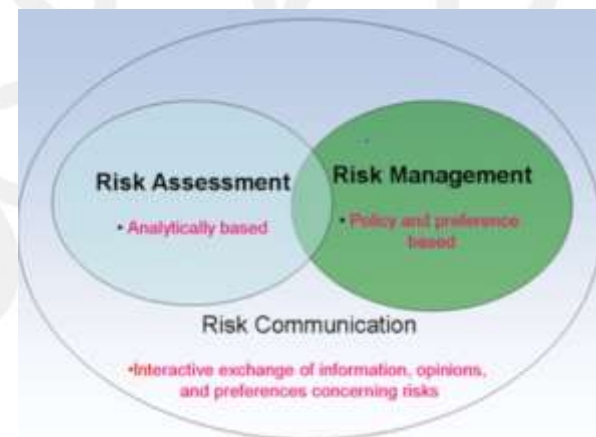 Risk Assessment
• Analytically based
Risk Management
• Policy and preference
based
Risk Communication
•Interactive exchange of information, opinions,
and preferences concerning risks